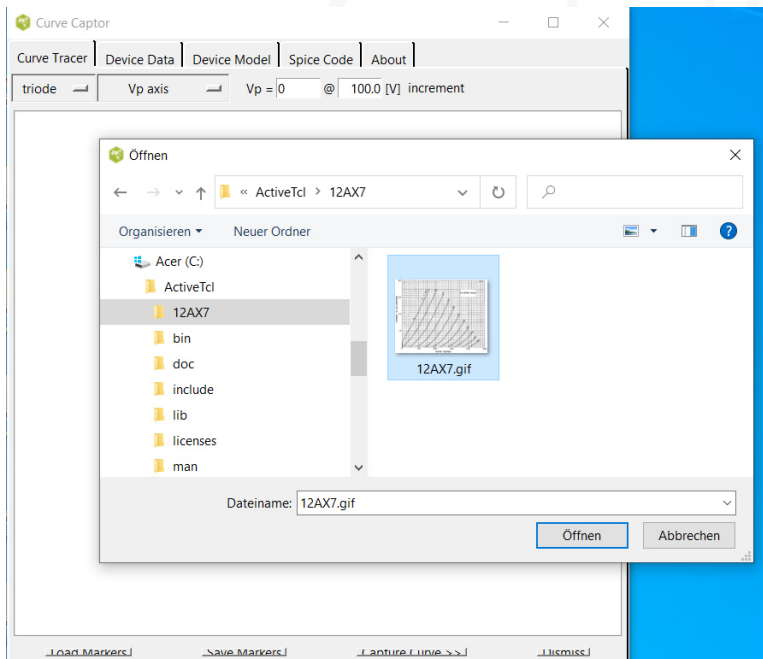 Curve Captor
Curve Tracer Device Data Device Model Spice Code About
triode Vp axis Vp = 0 @ 100.0 [V] increment
Öffnen
« ActiveTcl > 12AX7
Organisieren Neuer Ordner
Acer (C:)
ActiveTcl
12AX7
bin
doc
include
lib
licenses
man
12AX7.gif
Dateiname: 12AX7.gif
Öffnen Abbrechen
Load Markers Save Markers Capture Curve >> Dismiss